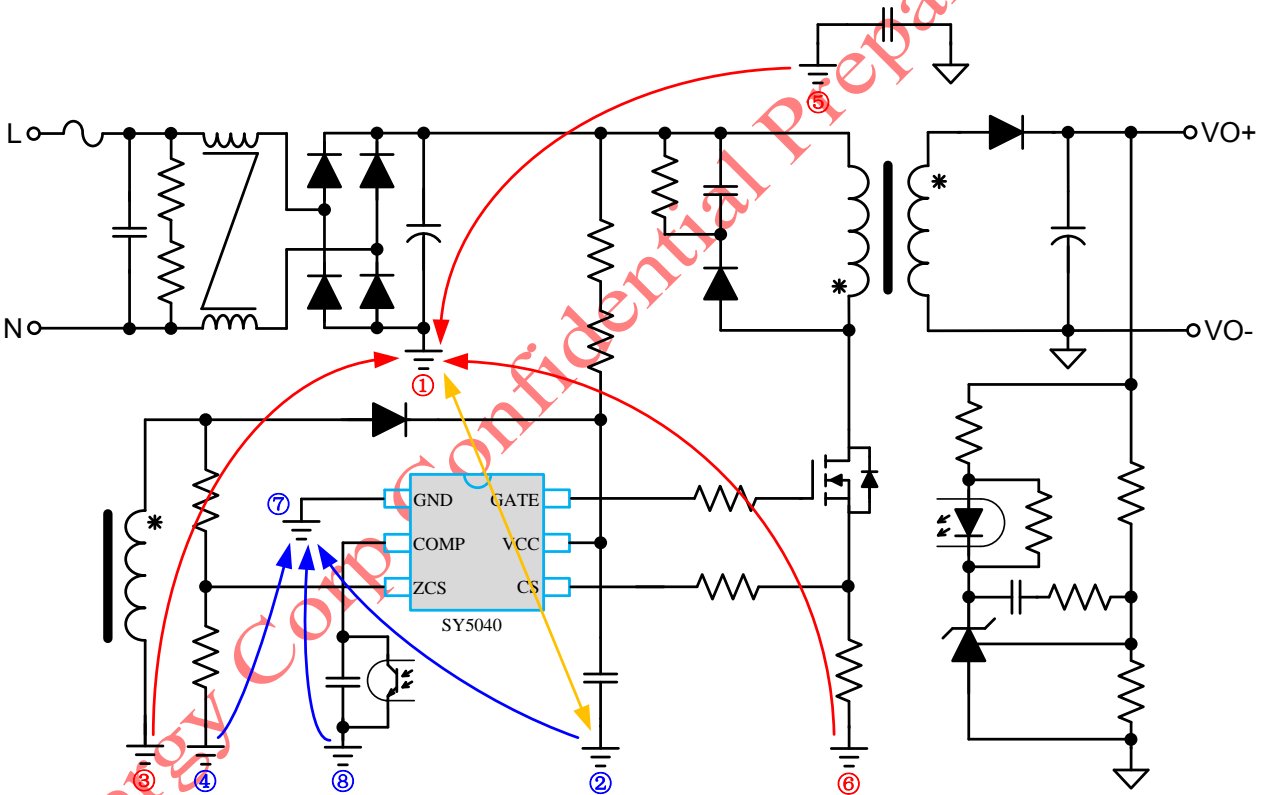 ⑤
L
VO+
N
VO-
①
⑦
GND
GATE
COMP
VCC
ZCS
CS
SY5040
③
④
⑧
②
⑥
ergy Corp Confidential Prepa